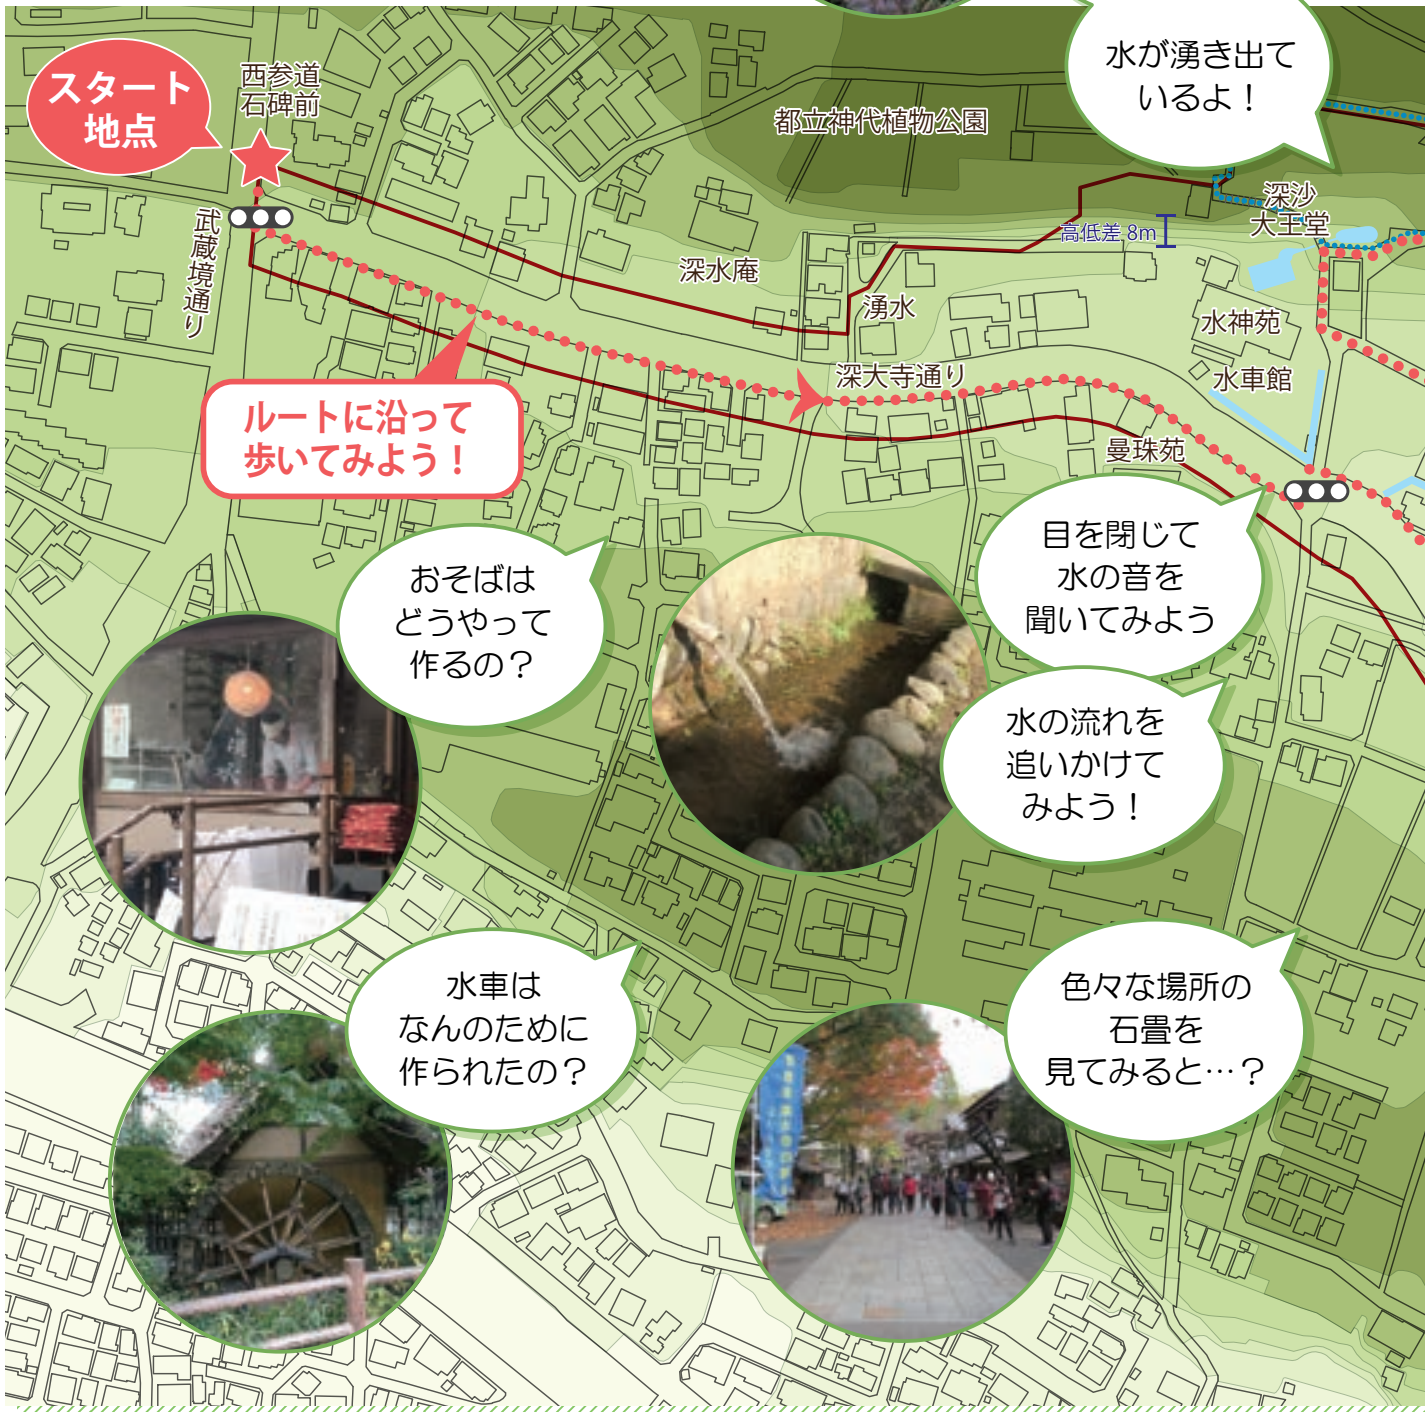 水が湧き出て
いるよ！
スタート
地点
西参道
石碑前
都立神代植物公園
深沙
大王堂
武蔵境通り
高低差 8m
深水庵
湧水
水神苑
水車館
深大寺通り
ルートに沿って
歩いてみよう！
曼珠苑
目を閉じて
水の音を
聞いてみよう
おそばは
どうやって
作るの？
水の流れを
追いかけて
みよう！
水車は
なんのために
作られたの？
色々な場所の
石畳を
見てみると…？